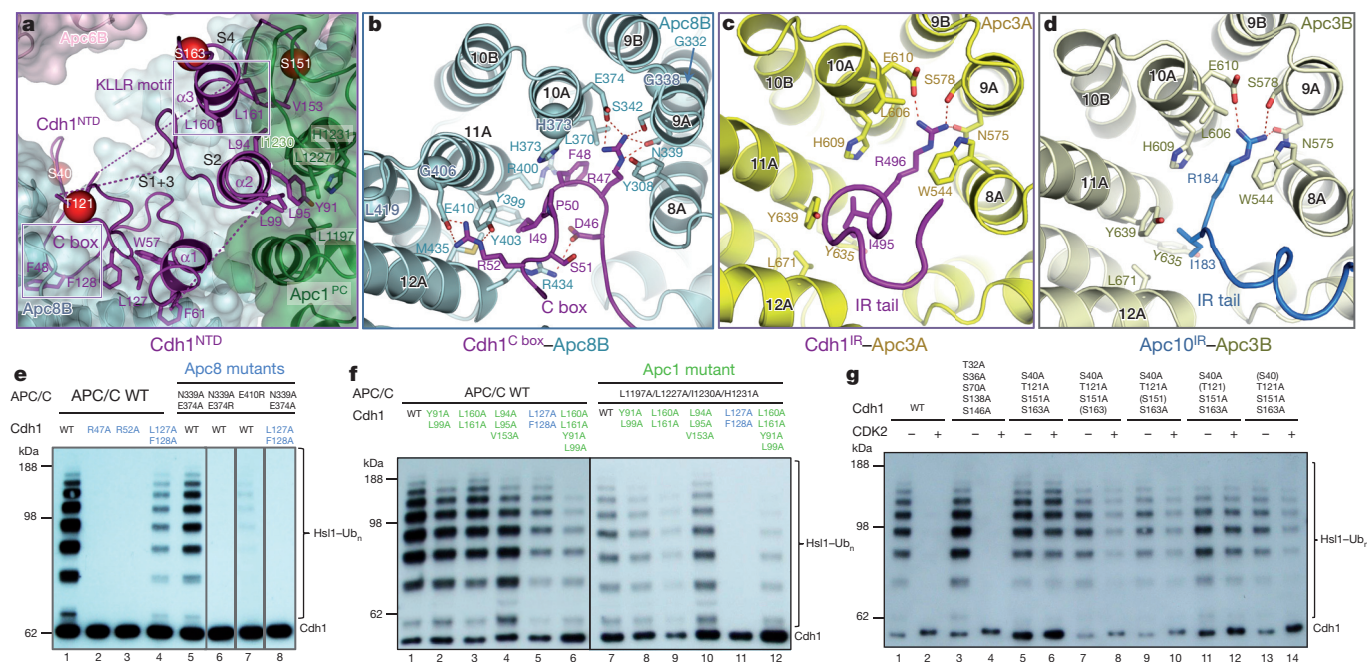 a
Apc6B
S163
S4
S151
KLLR motif
α3
V153
L160
L161
Cdh1NTD
L94
I1230
H1231
S40
S2
L1227
T121
S1+3
α2
Y91
L99
L95
C box
W57
L1197
α1
F48
F128
L127
Apc1PC
Apc8B
F61
Cdh1NTD
b
Apc8B
9B
G332
10B
E374
G338
10A
S342
9A
11A
H373
L370
H373
F48
N339
G406
R400
R47
Y308
L419
E410
Y399
P50
8A
Y403
I49
D46
M435
R52
S51
12A
R434
C box
Cdh1C box–Apc8B
c
Apc3A
9B
10B
10A
E610
S578
9A
L606
H609
N575
11A
R496
W544
8A
Y639
I495
Y635
L671
IR tail
12A
Cdh1IR–Apc3A
d
Apc3B
9B
10B
10A
E610
S578
9A
L606
H609
N575
11A
R184
W544
8A
Y639
Y635
I183
L671
IR tail
12A
Apc10IR–Apc3B
e
Apc8 mutants
APC/C APC/C WT N339A E374A N339A E374R E410R N339A E374A
Cdh1 WT R47A R52A L127A F128A WT WT WT L127A F128A
kDa
188
98
62
Hsl1–Ubn
Cdh1
1 2 3 4 5 6 7 8
f
Apc1 mutant
APC/C APC/C WT L1197A/L1227A/I1230A/H1231A
Cdh1 WT Y91A L99A L160A L161A L94A L95A V153A L127A F128A L160A L161A Y91A L99A WT Y91A L99A L160A L161A L94A L95A V153A L127A F128A L160A L161A Y91A L99A
kDa
188
98
62
Hsl1–Ubn
Cdh1
1 2 3 4 5 6 7 8 9 10 11 12
g
Cdh1 WT T32A S36A S70A S138A S146A S40A T121A S151A S163A S40A T121A S151A (S163) S40A T121A (S151) S163A S40A (T121) S151A S163A (S40) T121A S151A S163A
CDK2 – + – + – + – + – + – + – +
kDa
188
98
62
Hsl1–Ubn
Cdh1
1 2 3 4 5 6 7 8 9 10 11 12 13 14